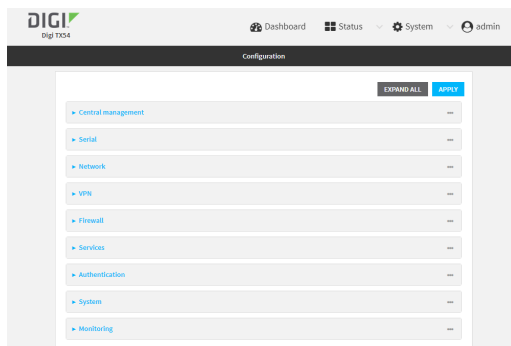 DIGI
Digi TX54
Dashboard Status System admin
Configuration
EXPAND ALL APPLY
Central management
Serial
Network
VPN
Firewall
Services
Authentication
System
Monitoring